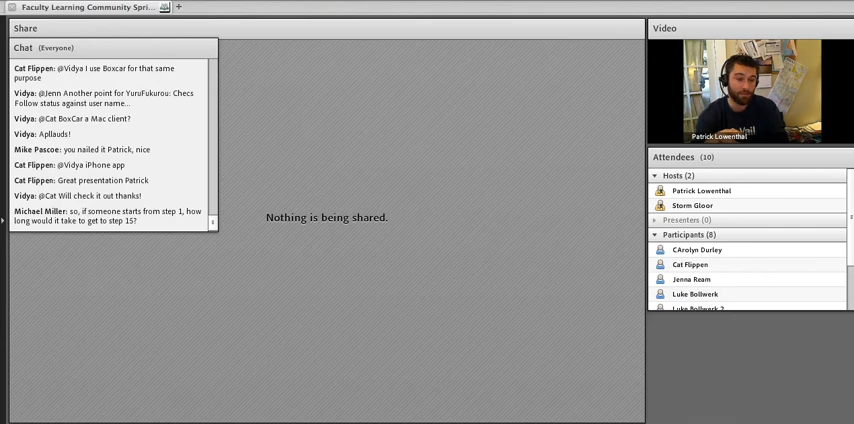 Faculty Learning Community Spri...
Share
Chat (Everyone)
Cat Flippen: @Vidya I use Boxcar for that same
purpose
Vidya: @Jenn Another point for YuruFukurou: Checs
Follow status against user name...
Vidya: @Cat BoxCar a Mac client?
Vidya: Apllauds!
Mike Pascoe: you nailed it Patrick, nice
Cat Flippen: @Vidya iPhone app
Cat Flippen: Great presentation Patrick
Vidya: @Cat Will check it out thanks!
Michael Miller: so, if someone starts from step 1, how
long would it take to get to step 15?
Nothing is being shared.
Video
Patrick Lowenthal
Attendees (10)
Hosts (2)
Patrick Lowenthal
Storm Gloor
Presenters (0)
Participants (8)
CArolyn Durley
Cat Flippen
Jenna Ream
Luke Bollwerk
Luke Bollwerk 2